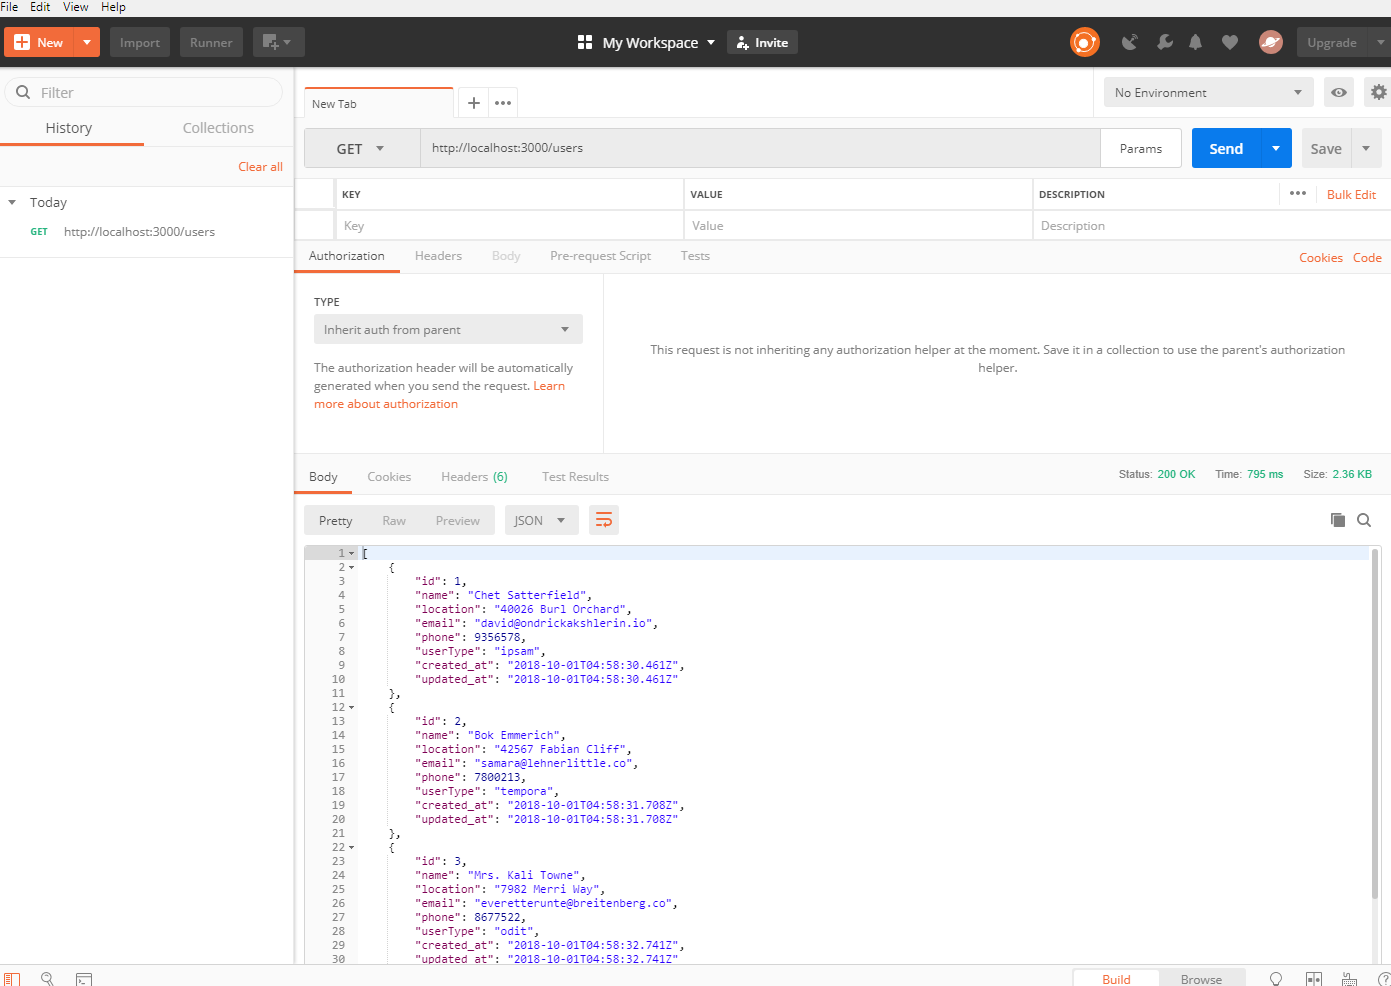 File Edit View Help
New Import Runner My Workspace Invite Upgrade
Filter
History Collections
Clear all
Today
GET http://localhost:3000/users
New Tab
No Environment
GET http://localhost:3000/users Params Send Save
KEY VALUE DESCRIPTION Bulk Edit
Key Value Description
Authorization Headers Body Pre-request Script Tests Cookies Code
TYPE
Inherit auth from parent
The authorization header will be automatically
generated when you send the request. Learn
more about authorization
This request is not inheriting any authorization helper at the moment. Save it in a collection to use the parent's authorization
helper.
Body Cookies Headers (6) Test Results Status: 200 OK Time: 795 ms Size: 2.36 KB
Pretty Raw Preview JSON
1 [
2 {
3 "id": 1,
4 "name": "Chet Satterfield",
5 "location": "40026 Burl Orchard",
6 "email": "david@ondrickakshlerin.io",
7 "phone": 9356578,
8 "userType": "ipsam",
9 "created_at": "2018-10-01T04:58:30.461Z",
10 "updated_at": "2018-10-01T04:58:30.461Z"
11 },
12 {
13 "id": 2,
14 "name": "Bok Emmerich",
15 "location": "42567 Fabian Cliff",
16 "email": "samara@lehnerlittle.co",
17 "phone": 7800213,
18 "userType": "tempora",
19 "created_at": "2018-10-01T04:58:31.708Z",
20 "updated_at": "2018-10-01T04:58:31.708Z"
21 },
22 {
23 "id": 3,
24 "name": "Mrs. Kali Towne",
25 "location": "7982 Merri Way",
26 "email": "everetterunte@breitenberg.co",
27 "phone": 8677522,
28 "userType": "odit",
29 "created_at": "2018-10-01T04:58:32.741Z",
30 "updated_at": "2018-10-01T04:58:32.741Z"
Build Browse